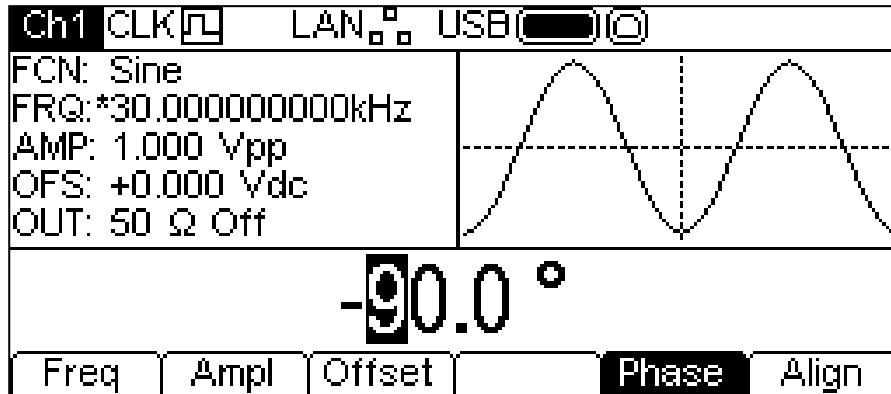 Ch1 CLK LAN USB
FCN: Sine
FRQ:*30.000000000kHz
AMP: 1.000 Vpp
OFS: +0.000 Vdc
OUT: 50 Ω Off
-90.0 °
Freq Ampl Offset Phase Align